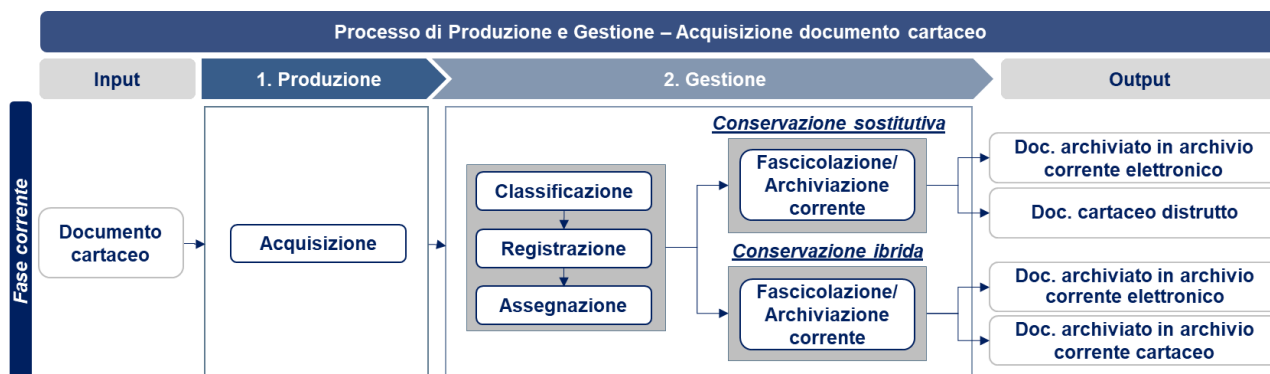 Processo di Produzione e Gestione – Acquisizione documento cartaceo
Input
1. Produzione
2. Gestione
Output
Fase corrente
Documento
cartaceo
Acquisizione
Classificazione
Registrazione
Assegnazione
Conservazione sostitutiva
Fascicolazione/
Archiviazione
corrente
Conservazione ibrida
Fascicolazione/
Archiviazione
corrente
Doc. archiviato in archivio
corrente elettronico
Doc. cartaceo distrutto
Doc. archiviato in archivio
corrente elettronico
Doc. archiviato in archivio
corrente cartaceo